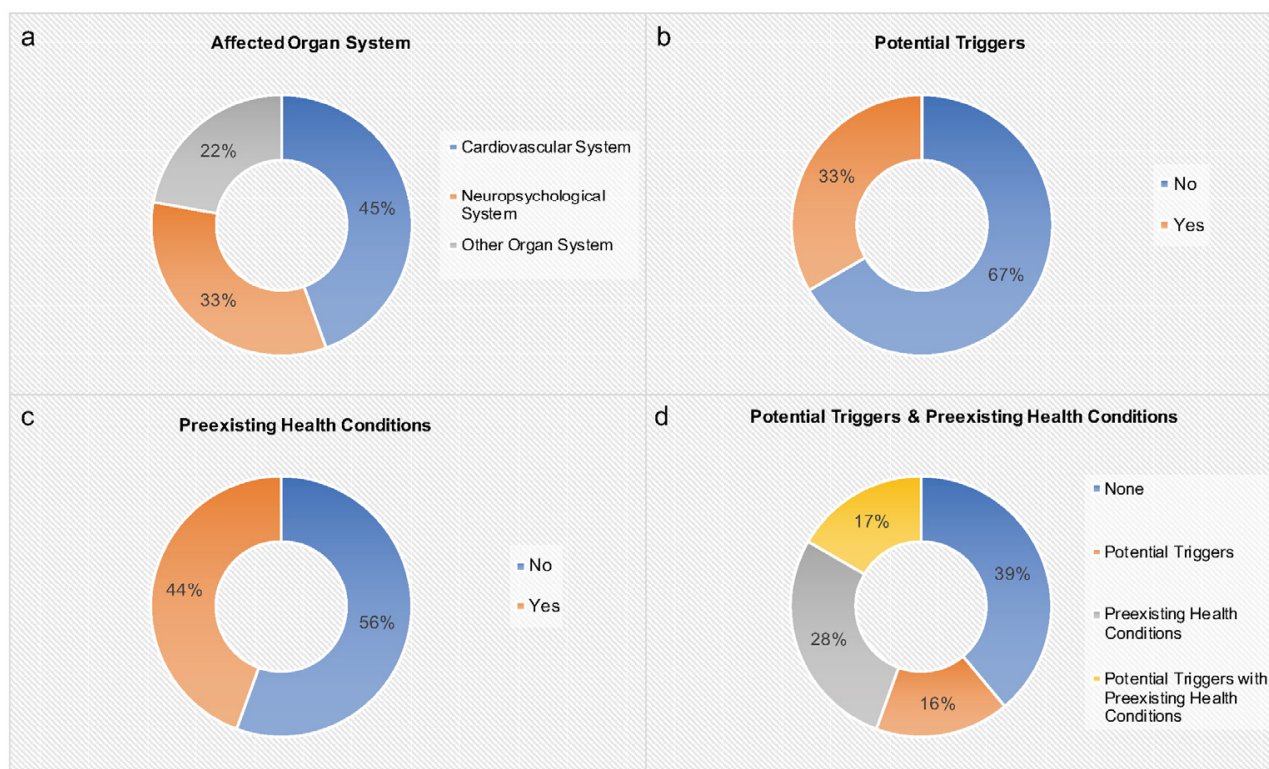 a
Affected Organ System
22%
45%
33%
Cardiovascular System
Neuropsychological
System
Other Organ System
b
Potential Triggers
33%
67%
No
Yes
c
Preexisting Health Conditions
44%
56%
No
Yes
d
Potential Triggers & Preexisting Health Conditions
17%
39%
28%
16%
None
Potential Triggers
Preexisting Health
Conditions
Potential Triggers with
Preexisting Health
Conditions